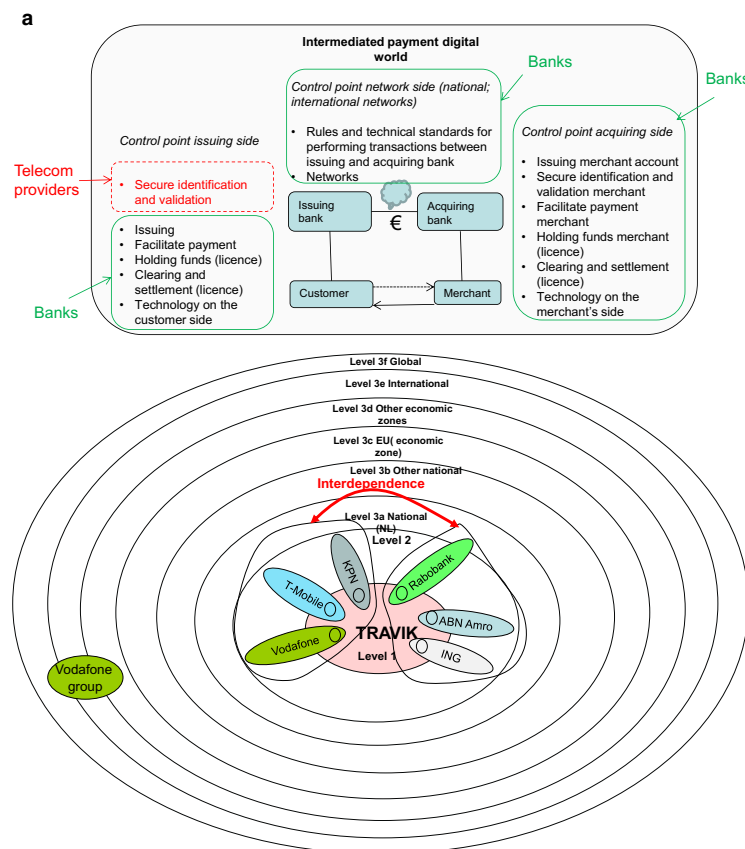 a
Intermediated payment digital
world
Banks
Banks
Control point network side (national;
international networks)
• Rules and technical standards for
performing transactions between
issuing and acquiring bank
• Networks
Control point issuing side
Telecom
providers
• Secure identification
and validation
• Issuing
• Facilitate payment
• Holding funds (licence)
• Clearing and
settlement (licence)
• Technology on the
customer side
Banks
Issuing
bank
€
Acquiring
bank
Customer
Merchant
Control point acquiring side
• Issuing merchant account
• Secure identification and
validation merchant
• Facilitate payment
merchant
• Holding funds merchant
(licence)
• Clearing and settlement
(licence)
• Technology on the
merchant's side
Level 3f Global
Level 3e International
Level 3d Other economic
zones
Level 3c EU( economic
zone)
Level 3b Other national
Interdependence
Level 3a National
(NL)
Level 2
KPN
Rabobank
T-Mobile
ABN Amro
TRAVIK
Vodafone
Level 1
ING
Vodafone
group